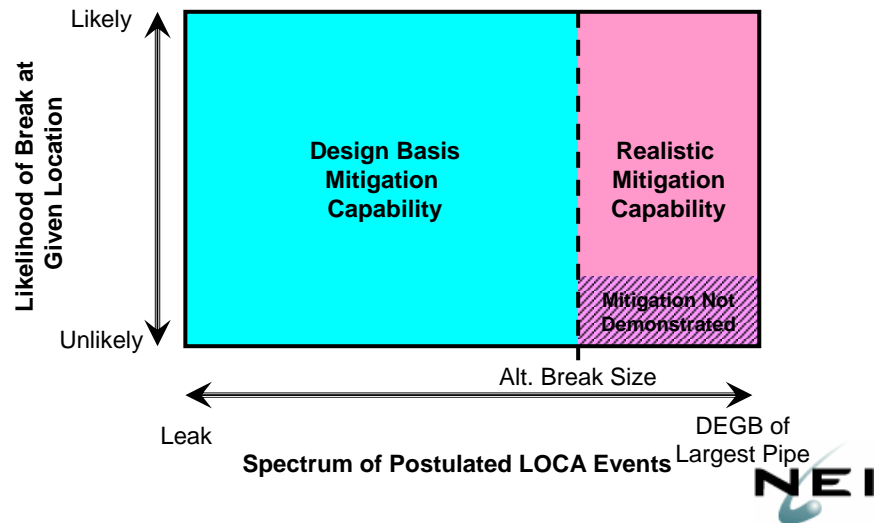 Likely
Likelihood of Break at
Given Location
Unlikely
Design Basis
Mitigation
Capability
Realistic
Mitigation
Capability
Mitigation Not
Demonstrated
Alt. Break Size
Leak
DEGB of
Largest Pipe
Spectrum of Postulated LOCA Events
NEI